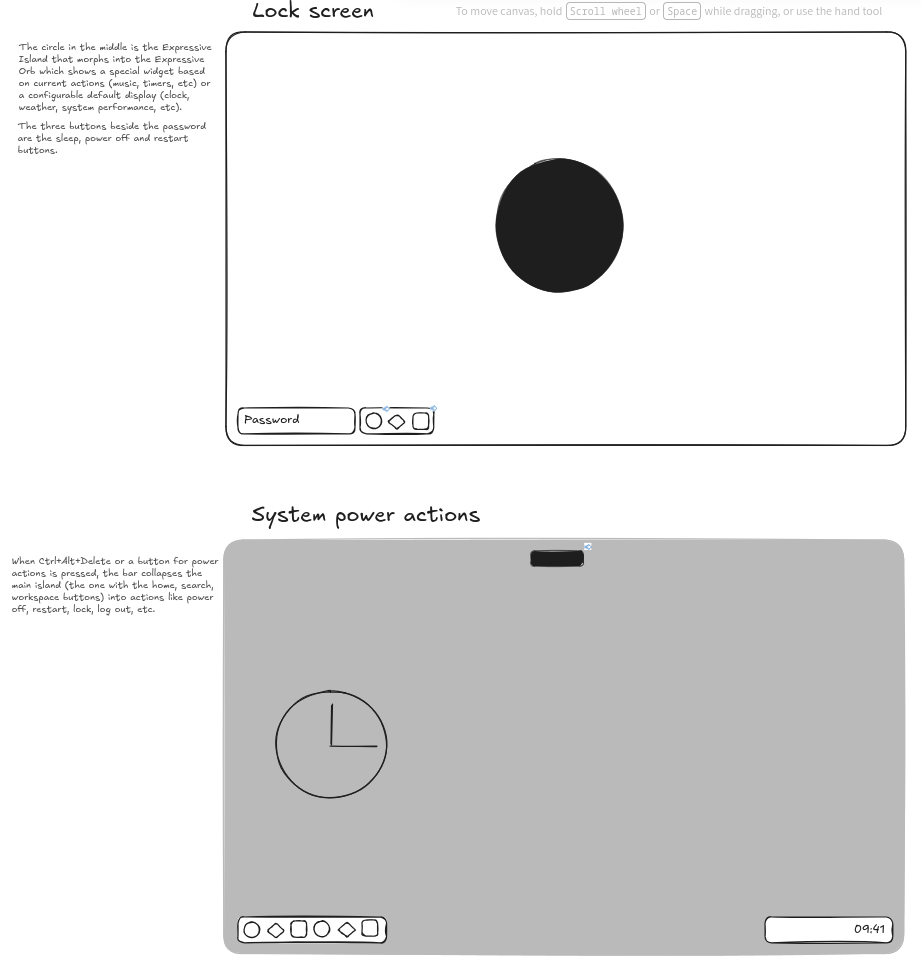 Lock screen
To move canvas, hold Scroll wheel or Space while dragging, or use the hand tool
The circle in the middle is the Expressive
Island that morphs into the Expressive
Orb which shows a special widget based
on current actions (music, timers, etc) or
a configurable default display (clock,
weather, system performance, etc).
The three buttons beside the password
are the sleep, power off and restart
buttons.
Password
System power actions
When Ctrl+Alt+Delete or a button for power
actions is pressed, the bar collapses the
main island (the one with the home, search,
workspace buttons) into actions like power
off, restart, lock, log out, etc.
09:41